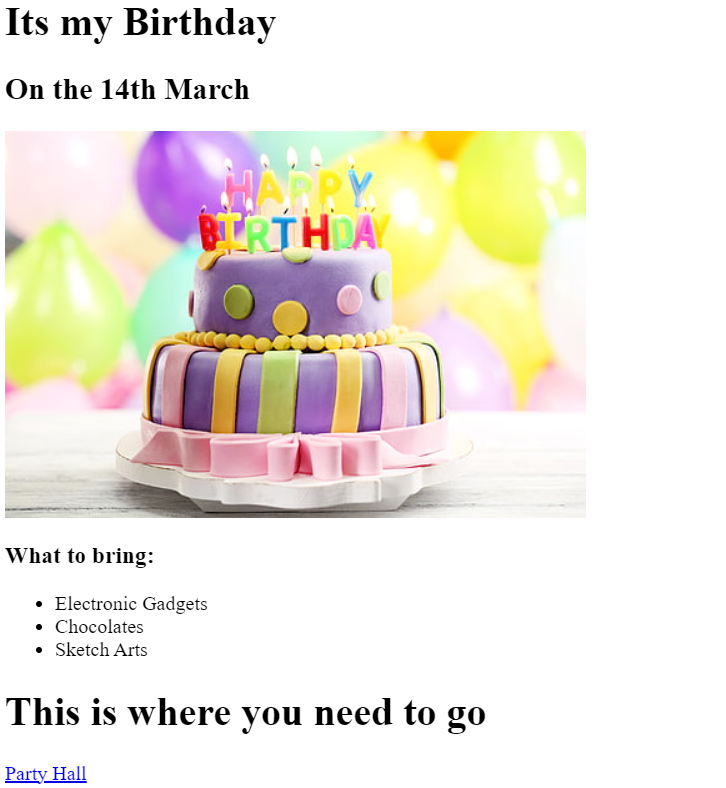 Its my Birthday
On the 14th March
HAPPY
BIRTHDAY
What to bring:
Electronic Gadgets
Chocolates
Sketch Arts
This is where you need to go
Party Hall